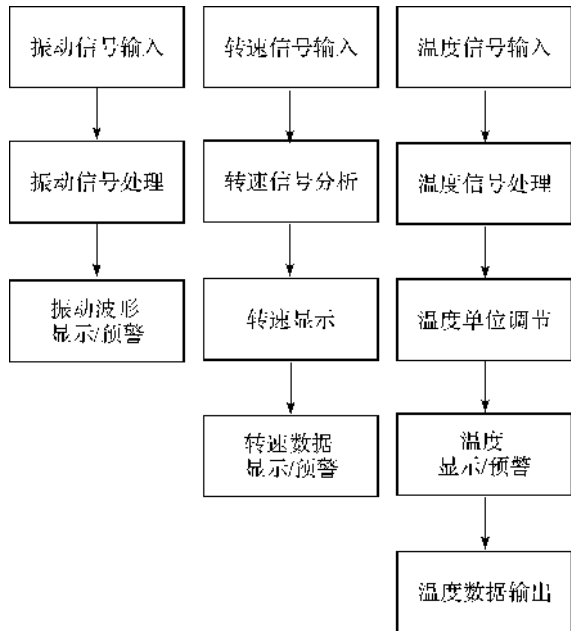 振动信号输入
转速信号输入
温度信号输入
振动信号处理
转速信号分析
温度信号处理
振动波形
显示/预警
转速显示
温度单位调节
转速数据
显示/预警
温度
显示/预警
温度数据输出